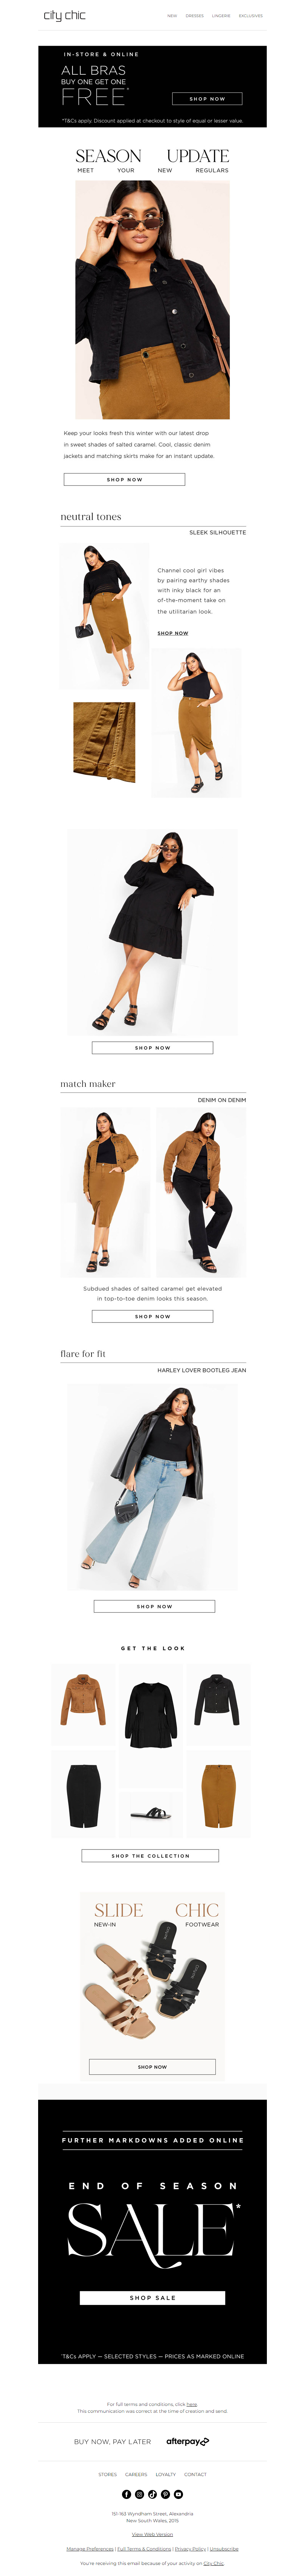 city chic
NEW DRESSES LINGERIE EXCLUSIVES
IN-STORE & ONLINE
ALL BRAS
BUY ONE GET ONE
FREE*
SHOP NOW
*T&Cs apply. Discount applied at checkout to style of equal or lesser value.
SEASON UPDATE
MEET YOUR NEW REGULARS
Keep your looks fresh this winter with our latest drop
in sweet shades of salted caramel. Cool, classic denim
jackets and matching skirts make for an instant update.
SHOP NOW
neutral tones
SLEEK SILHOUETTE
Channel cool girl vibes
by pairing earthy shades
with inky black for an
of-the-moment take on
the utilitarian look.
SHOP NOW
SHOP NOW
match maker
DENIM ON DENIM
Subdued shades of salted caramel get elevated
in top-to-toe denim looks this season.
SHOP NOW
flare for fit
HARLEY LOVER BOOTLEG JEAN
SHOP NOW
GET THE LOOK
SHOP THE COLLECTION
SLIDE CHIC
NEW-IN FOOTWEAR
SHOP NOW
FURTHER MARKDOWNS ADDED ONLINE
END OF SEASON
SALE*
SHOP SALE
*T&Cs APPLY — SELECTED STYLES — PRICES AS MARKED ONLINE
For full terms and conditions, click here.
This communication was correct at the time of creation and send.
BUY NOW, PAY LATER afterpay
STORES CAREERS LOYALTY CONTACT
151-163 Wyndham Street, Alexandria
New South Wales, 2015
View Web Version
Manage Preferences | Full Terms & Conditions | Privacy Policy | Unsubscribe
You're receiving this email because of your activity on City Chic.